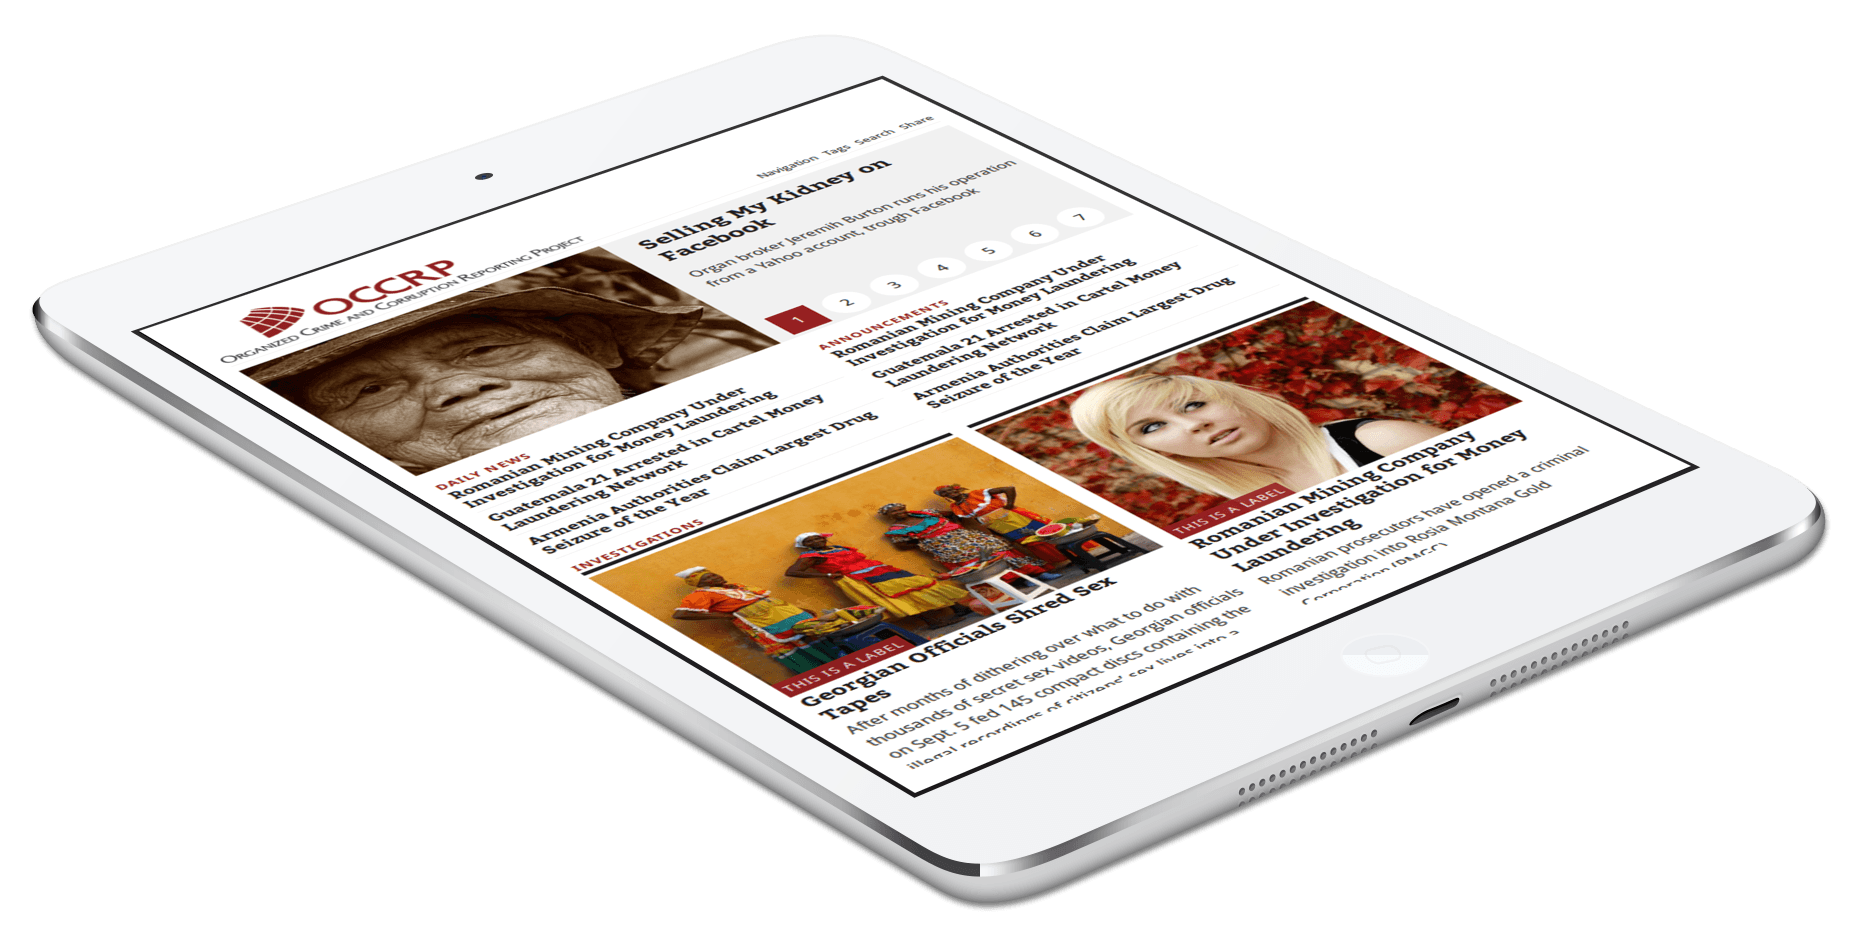 OCCRP
ORGANIZED CRIME AND CORRUPTION REPORTING PROJECT
Navigation Tags Search Share
Selling My Kidney on
Facebook
Organ broker Jeremih Burton runs his operation
from a Yahoo account, trough Facebook
1 2 3 4 5 6 7
DAILY NEWS
Romanian Mining Company Under
Investigation for Money Laundering
Guatemala 21 Arrested in Cartel Money
Laundering Network
Armenia Authorities Claim Largest Drug
Seizure of the Year
ANNOUNCEMENTS
Romanian Mining Company Under
Investigation for Money Laundering
Guatemala 21 Arrested in Cartel Money
Laundering Network
Armenia Authorities Claim Largest Drug
Seizure of the Year
INVESTIGATIONS
THIS IS A LABEL
Georgian Officials Shred Sex
Tapes
After months of dithering over what to do with
thousands of secret sex videos, Georgian officials
on Sept. 5 fed 145 compact discs containing the
illegal recordings of citizens' sex lives into a
THIS IS A LABEL
Romanian Mining Company
Under Investigation for Money
Laundering
Romanian prosecutors have opened a criminal
investigation into Rosia Montana Gold
Corporation (RMGC)